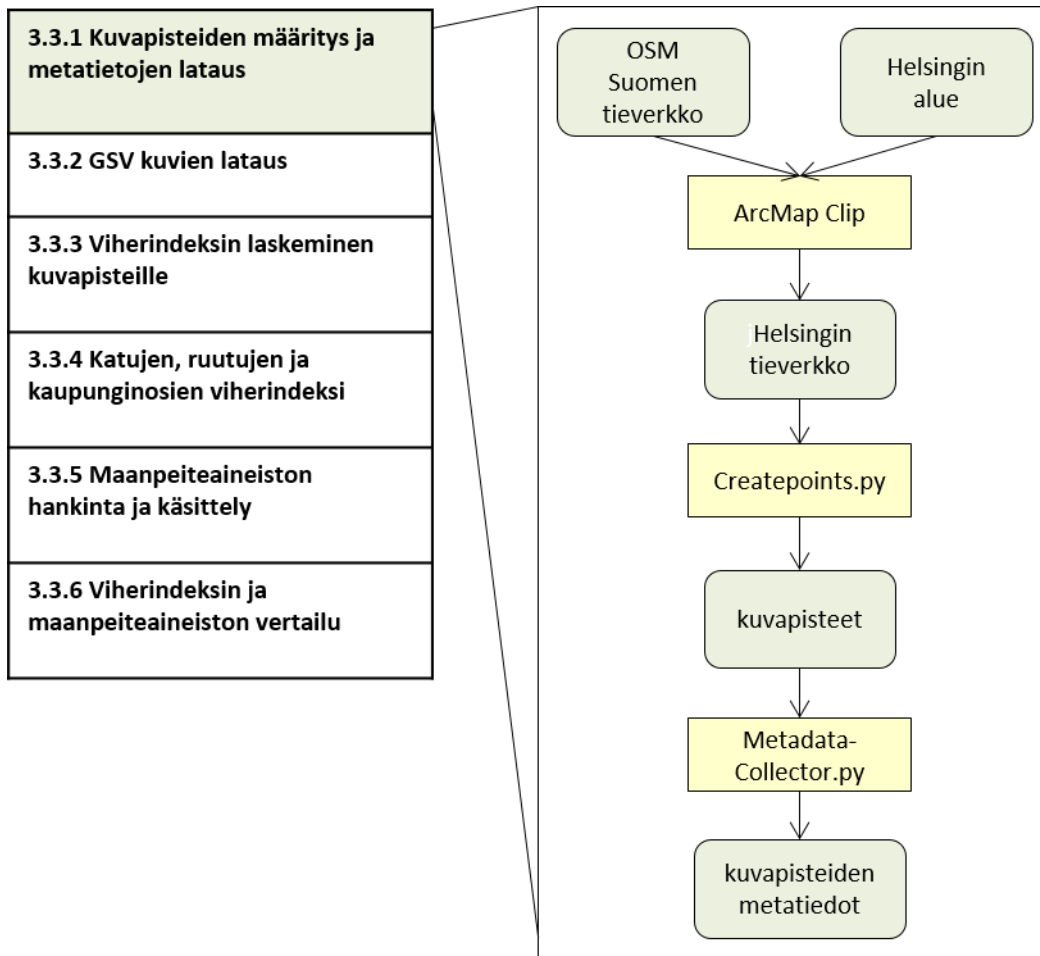 3.3.1 Kuvapisteiden määritys ja
metatietojen lataus
3.3.2 GSV kuvien lataus
3.3.3 Viherindeksin laskeminen
kuvapisteille
3.3.4 Katujen, ruutujen ja
kaupunginosien viherindeksi
3.3.5 Maanpeiteaineiston
hankinta ja käsittely
3.3.6 Viherindeksin ja
maanpeiteaineiston vertailu
OSM
Suomen
tieverkko
Helsingin
alue
ArcMap Clip
jHelsingin
tieverkko
Createpoints.py
kuvapisteet
Metadata-
Collector.py
kuvapisteiden
metatiedot